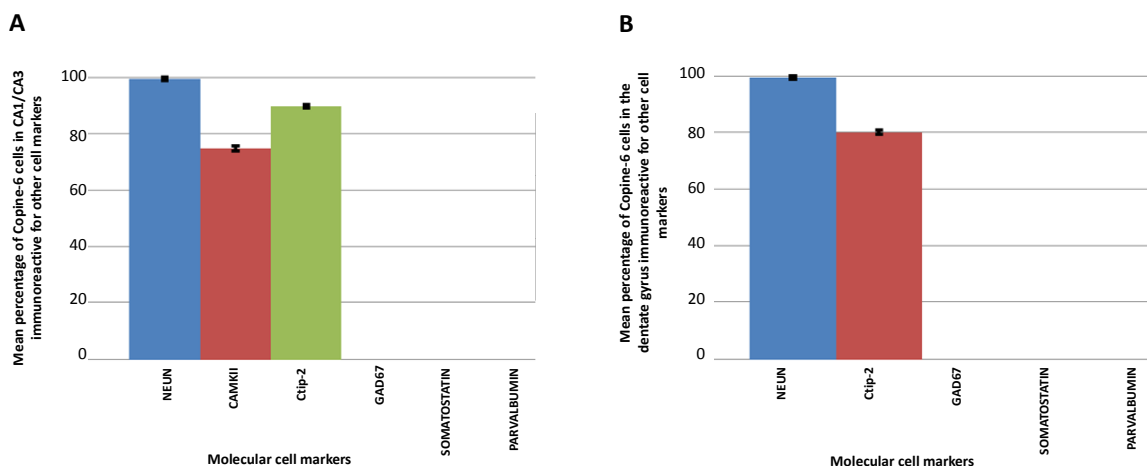 A
Mean percentage of Copine-6 cells in CA1/CA3
immunoreactive for other cell markers
100
80
60
40
20
0
NEUN
CAMKII
Ctip-2
GAD67
SOMATOSTATIN
PARVALBUMIN
Molecular cell markers
B
Mean percentage of Copine-6 cells in the
dentate gyrus immunoreactive for other cell
markers
100
80
60
40
20
0
NEUN
Ctip-2
GAD67
SOMATOSTATIN
PARVALBUMIN
Molecular cell markers